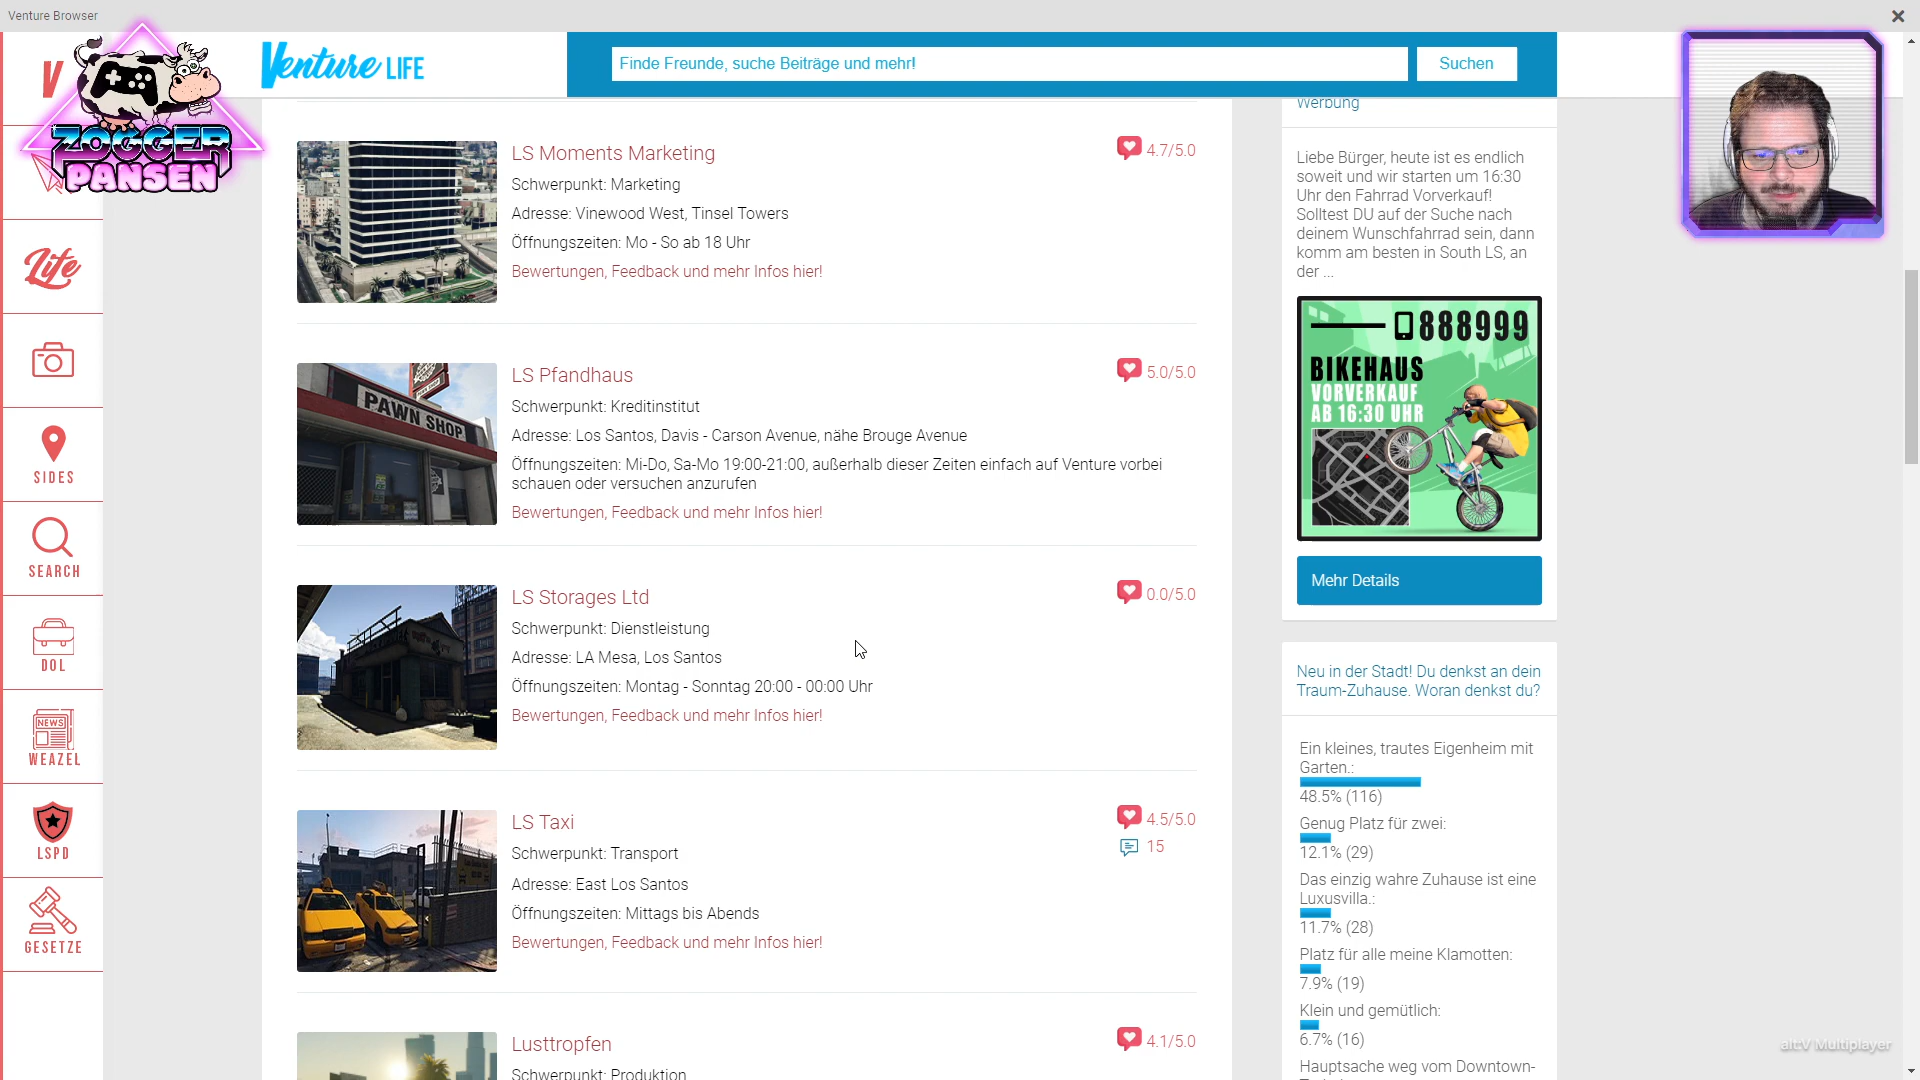 Venture Browser
V
ZOGGER
PANSEN
Venture LIFE
Finde Freunde, suche Beiträge und mehr!
Suchen
Life
SIDES
SEARCH
DOL
NEWS
WEAZEL
LSPD
GESETZE
LS Moments Marketing
4.7/5.0
Schwerpunkt: Marketing
Adresse: Vinewood West, Tinsel Towers
Öffnungszeiten: Mo - So ab 18 Uhr
Bewertungen, Feedback und mehr Infos hier!
PAWN SHOP
LS Pfandhaus
5.0/5.0
Schwerpunkt: Kreditinstitut
Adresse: Los Santos, Davis - Carson Avenue, nähe Brouge Avenue
Öffnungszeiten: Mi-Do, Sa-Mo 19:00-21:00, außerhalb dieser Zeiten einfach auf Venture vorbei
schauen oder versuchen anzurufen
Bewertungen, Feedback und mehr Infos hier!
LS Storages Ltd
0.0/5.0
Schwerpunkt: Dienstleistung
Adresse: LA Mesa, Los Santos
Öffnungszeiten: Montag - Sonntag 20:00 - 00:00 Uhr
Bewertungen, Feedback und mehr Infos hier!
LS Taxi
4.5/5.0
15
Schwerpunkt: Transport
Adresse: East Los Santos
Öffnungszeiten: Mittags bis Abends
Bewertungen, Feedback und mehr Infos hier!
Lusttropfen
4.1/5.0
Schwerpunkt: Produktion
Werbung
Liebe Bürger, heute ist es endlich
soweit und wir starten um 16:30
Uhr den Fahrrad Vorverkauf!
Solltest DU auf der Suche nach
deinem Wunschfahrrad sein, dann
komm am besten in South LS, an
der ...
888999
BIKEHAUS
VORVERKAUF
AB 16:30 UHR
Mehr Details
Neu in der Stadt! Du denkst an dein
Traum-Zuhause. Woran denkst du?
Ein kleines, trautes Eigenheim mit
Garten.:
48.5% (116)
Genug Platz für zwei:
12.1% (29)
Das einzig wahre Zuhause ist eine
Luxusvilla.:
11.7% (28)
Platz für alle meine Klamotten:
7.9% (19)
Klein und gemütlich:
6.7% (16)
Hauptsache weg vom Downtown-
alt:V Multiplayer